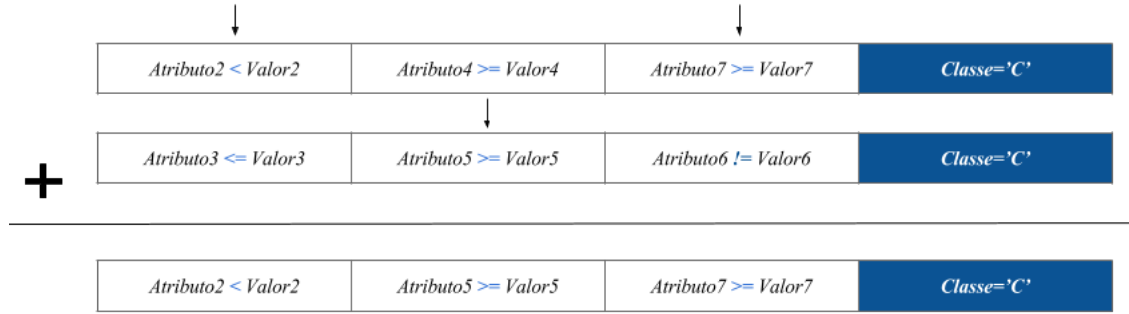 Atributo2 < Valor2 Atributo4 >= Valor4 Atributo7 >= Valor7 Classe='C'
Atributo3 <= Valor3 Atributo5 >= Valor5 Atributo6 != Valor6 Classe='C'
+
Atributo2 < Valor2 Atributo5 >= Valor5 Atributo7 >= Valor7 Classe='C'